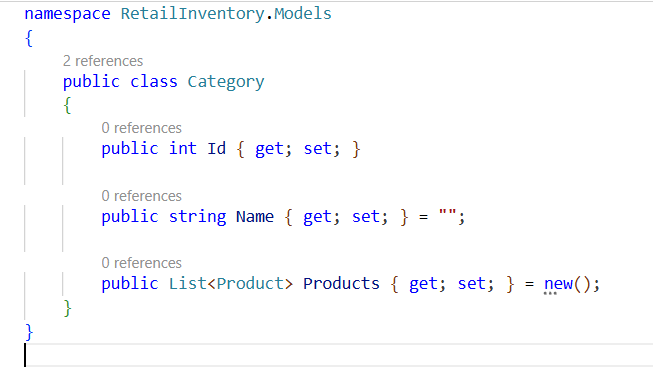 namespace RetailInventory.Models
{
2 references
public class Category
{
0 references
public int Id { get; set; }
0 references
public string Name { get; set; } = "";
0 references
public List<Product> Products { get; set; } = new();
}
}